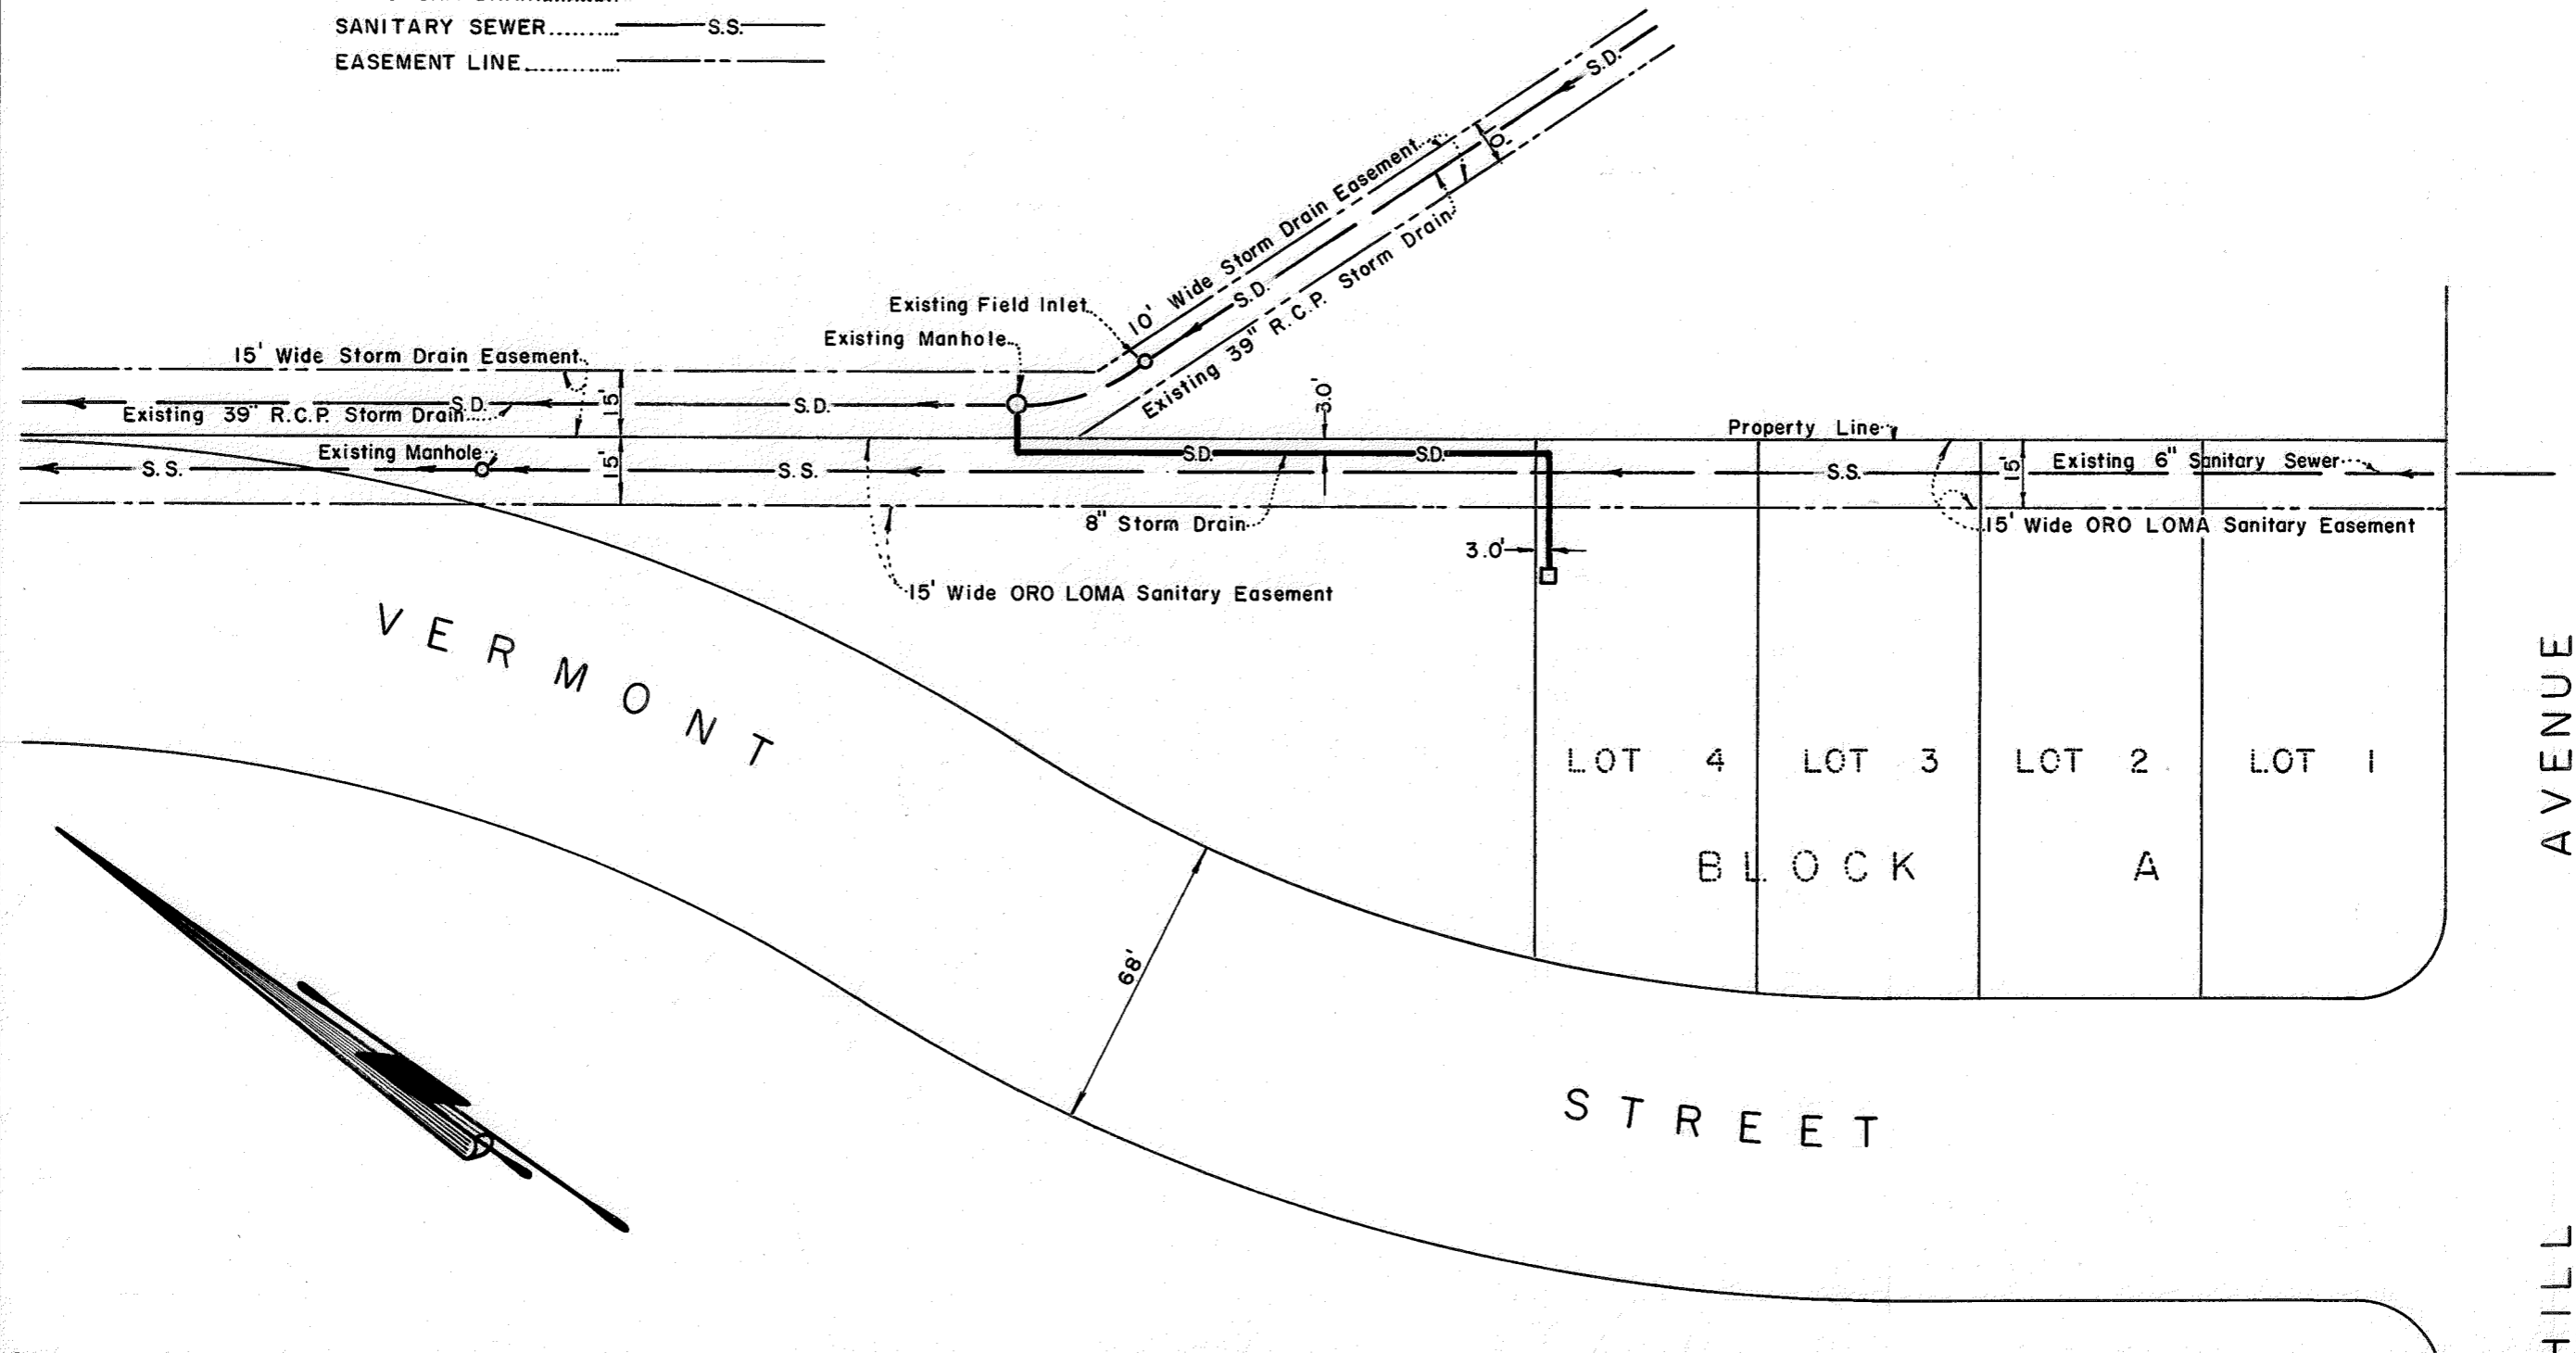 SANITARY SEWER......... S.S.
EASEMENT LINE............
S.D.
10'
10' Wide Storm Drain Easement
S.D.
Existing 39" R.C.P. Storm Drain
Existing Field Inlet
Existing Manhole
15' Wide Storm Drain Easement
15'
S.D.
S.D.
Existing 39" R.C.P. Storm Drain
3.0'
Property Line
Existing Manhole
S.S.
15'
S.S.
S.D.
S.D.
S.S.
15'
Existing 6" Sanitary Sewer
8" Storm Drain
15' Wide ORO LOMA Sanitary Easement
3.0'
15' Wide ORO LOMA Sanitary Easement
VERMONT
LOT 4
LOT 3
LOT 2
LOT 1
BLOCK A
68'
STREET
AVENUE
HILL